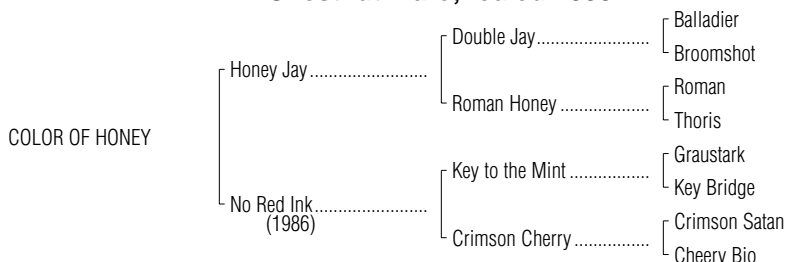 Balladier
Double Jay
Broomshot
Honey Jay
Roman
Roman Honey
Thoris
COLOR OF HONEY
Graustark
Key to the Mint
Key Bridge
No Red Ink
(1986)
Crimson Satan
Crimson Cherry
Cheery Bio